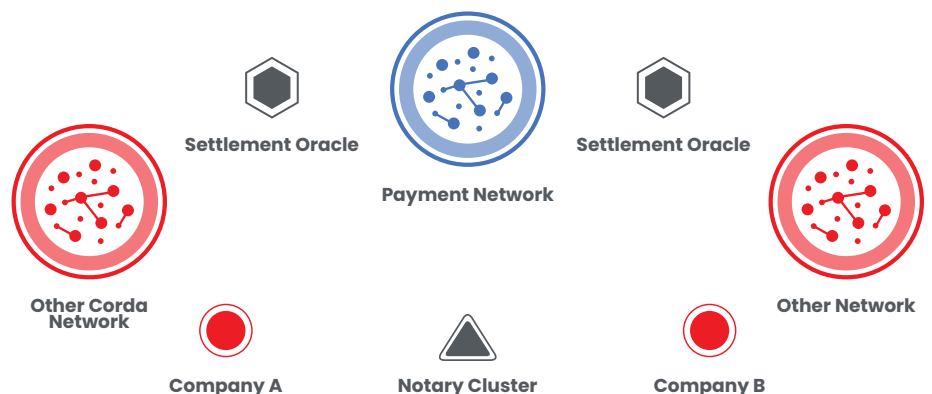 Settlement Oracle
Settlement Oracle
Payment Network
Other Corda
Network
Other Network
Company A
Notary Cluster
Company B